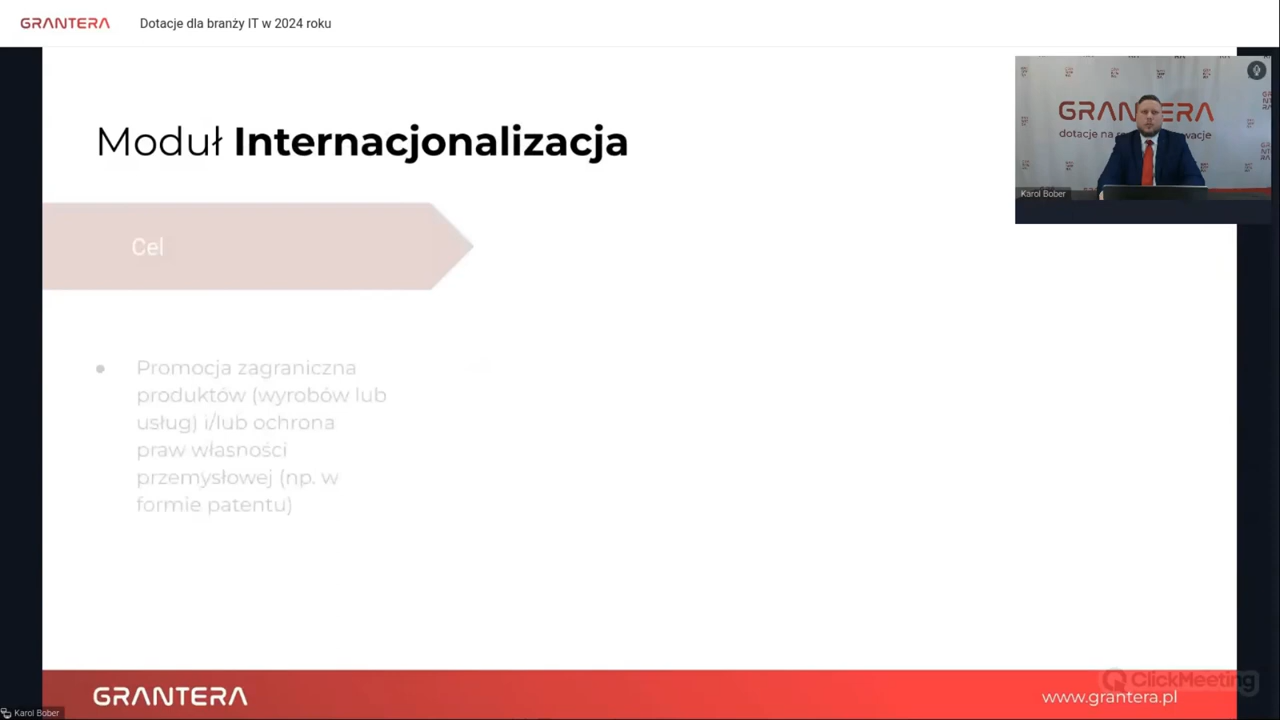 GRANTERA
Dotacje dla branży IT w 2024 roku
Moduł Internacjonalizacja
GRANTERA
dotacje na
Karol Bober
Cel
• Promocja zagraniczna
produktów (wyrobów lub
usług) i/lub ochrona
praw własności
przemysłowej (np. w
formie patentu)
ClickMeeting
GRANTERA
www.grantera.pl
Karol Bober